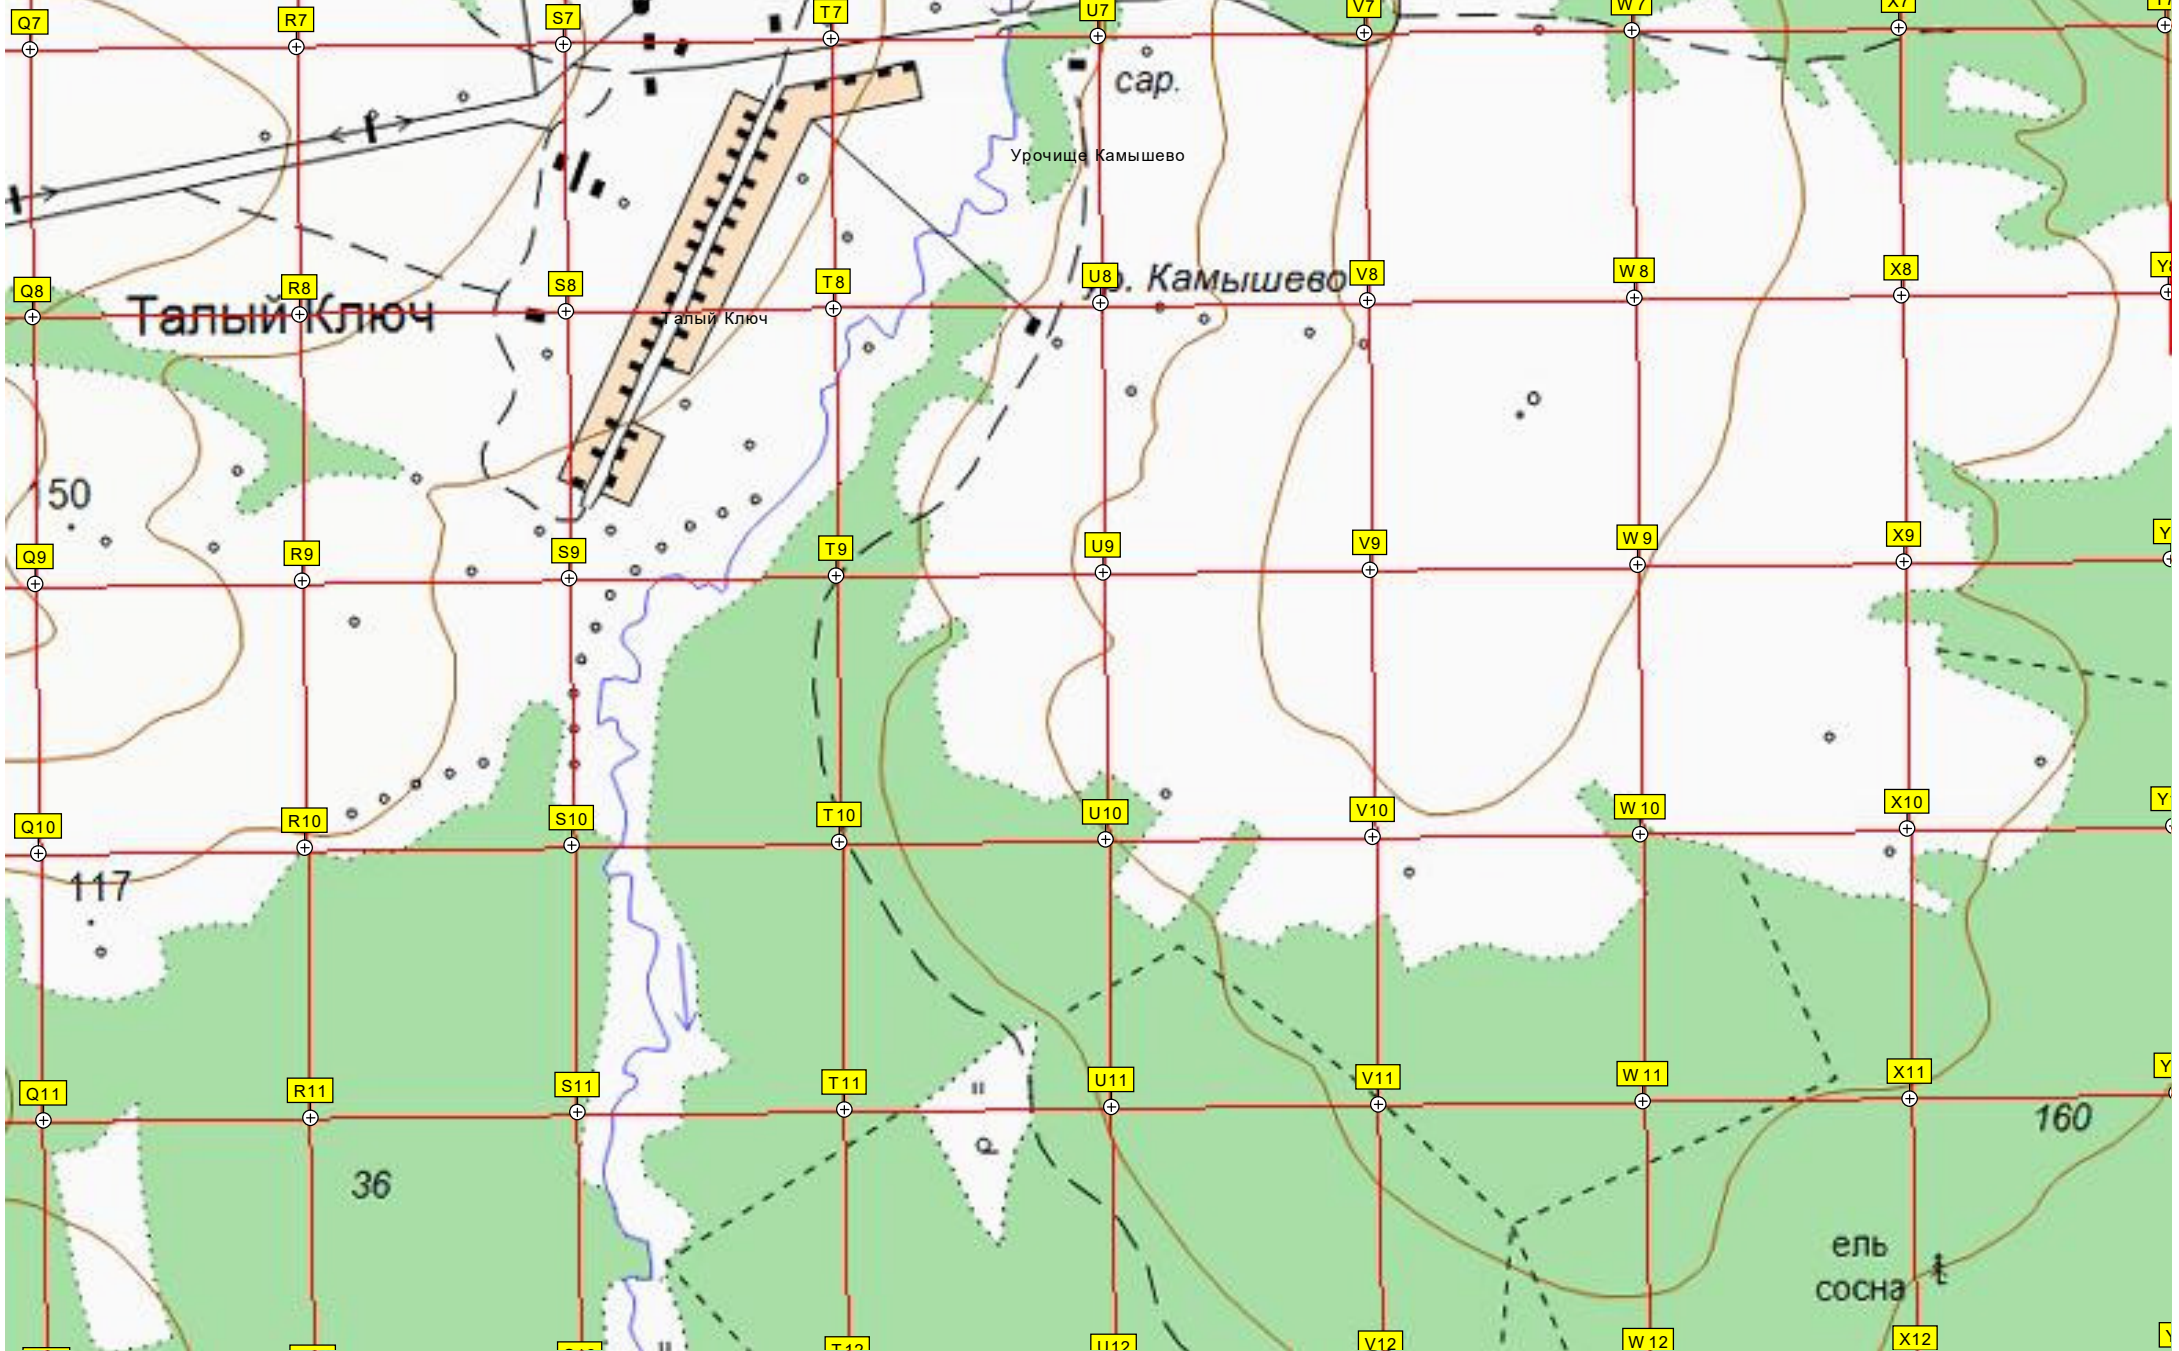 Q7
R7
S7
T7
U7
V7
W7
X7
сар.
Урочище Камышево
ур. Камышево
Q8
R8
S8
T8
U8
V8
W8
X8
Талый Ключ
Талый Ключ
50
Q9
R9
S9
T9
U9
V9
W9
X9
Q10
R10
S10
T10
U10
V10
W10
X10
117
Q11
R11
S11
T11
U11
V11
W11
X11
160
36
ель
сосна
T12
U12
V12
W12
X12